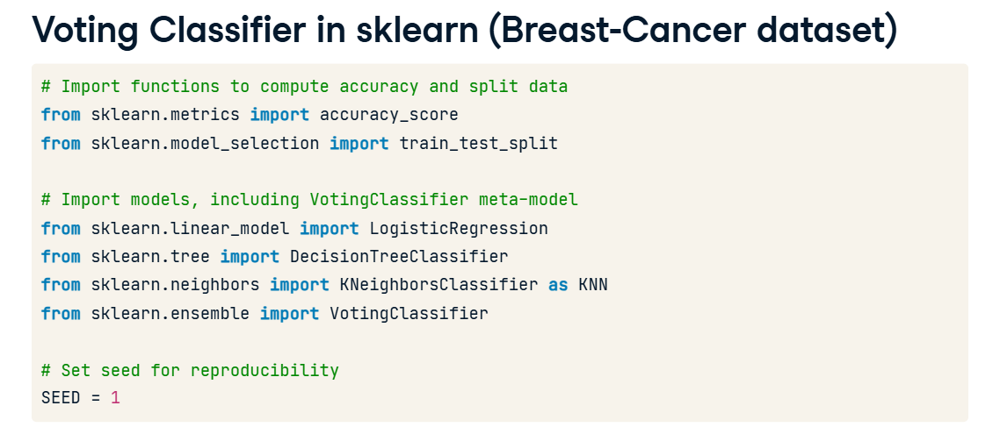 Voting Classifier in sklearn (Breast-Cancer dataset)
# Import functions to compute accuracy and split data
from sklearn.metrics import accuracy_score
from sklearn.model_selection import train_test_split
# Import models, including VotingClassifier meta-model
from sklearn.linear_model import LogisticRegression
from sklearn.tree import DecisionTreeClassifier
from sklearn.neighbors import KNeighborsClassifier as KNN
from sklearn.ensemble import VotingClassifier
# Set seed for reproducibility
SEED = 1